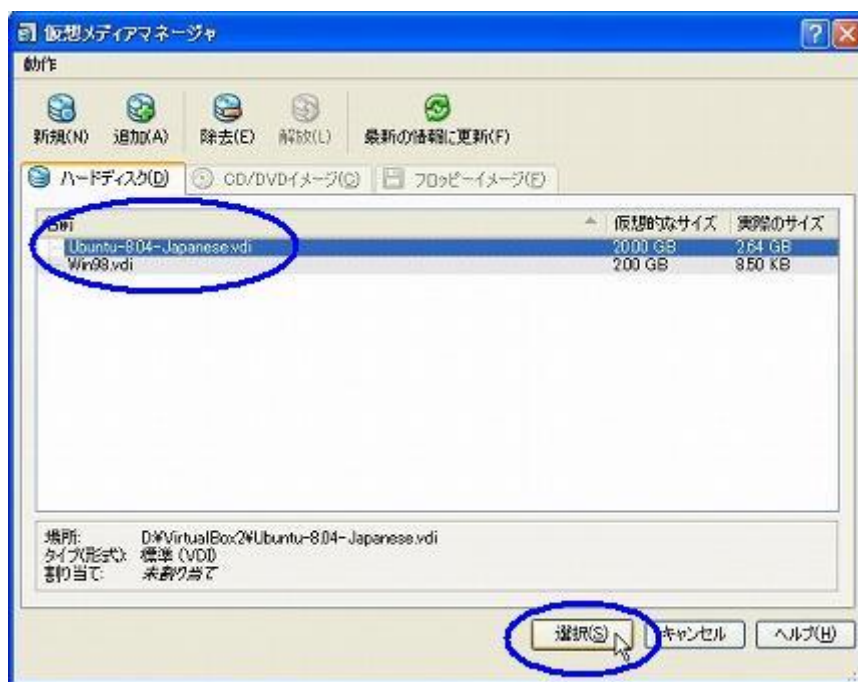 仮想メディアマネージャ
動作
新規(N) 追加(A) 除去(E) 解放(L) 最新の情報に更新(F)
ハードディスク(D) CD/DVDイメージ(C) フロッピーイメージ(F)
名前 仮想的なサイズ 実際のサイズ
Ubuntu-8.04-Japanese.vdi 20.00 GB 2.64 GB
Win98.vdi 2.00 GB 8.50 KB
場所: D:¥VirtualBox2¥Ubuntu-8.04-Japanese.vdi
タイプ(形式): 標準 (VDI)
割り当て: 未割り当て
選択(S) キャンセル ヘルプ(H)